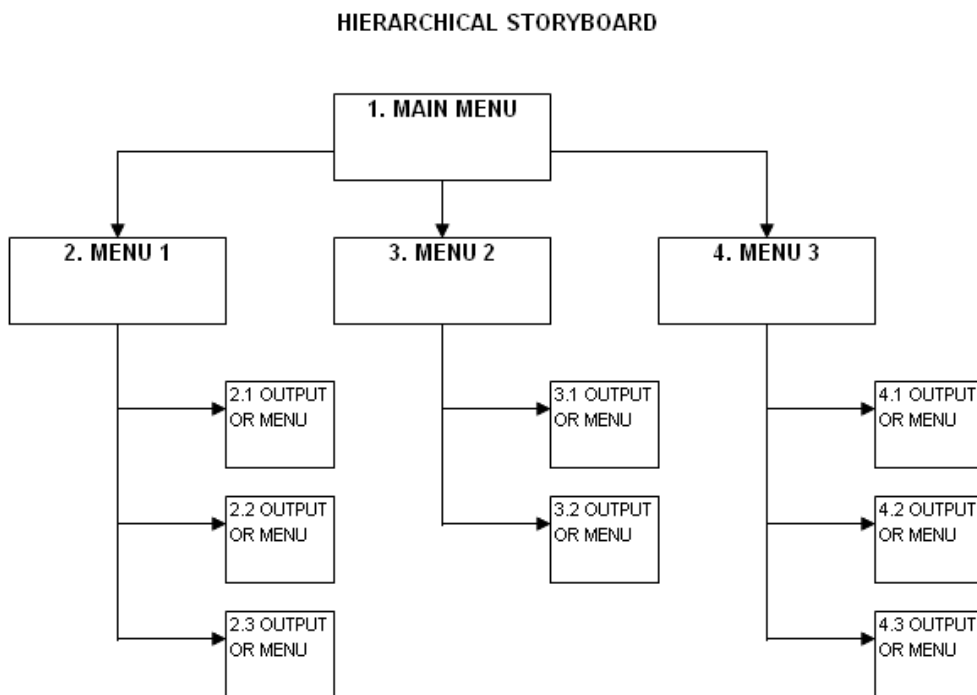 HIERARCHICAL STORYBOARD
1. MAIN MENU
2. MENU 1
3. MENU 2
4. MENU 3
2.1 OUTPUT
OR MENU
3.1 OUTPUT
OR MENU
4.1 OUTPUT
OR MENU
2.2 OUTPUT
OR MENU
3.2 OUTPUT
OR MENU
4.2 OUTPUT
OR MENU
2.3 OUTPUT
OR MENU
4.3 OUTPUT
OR MENU